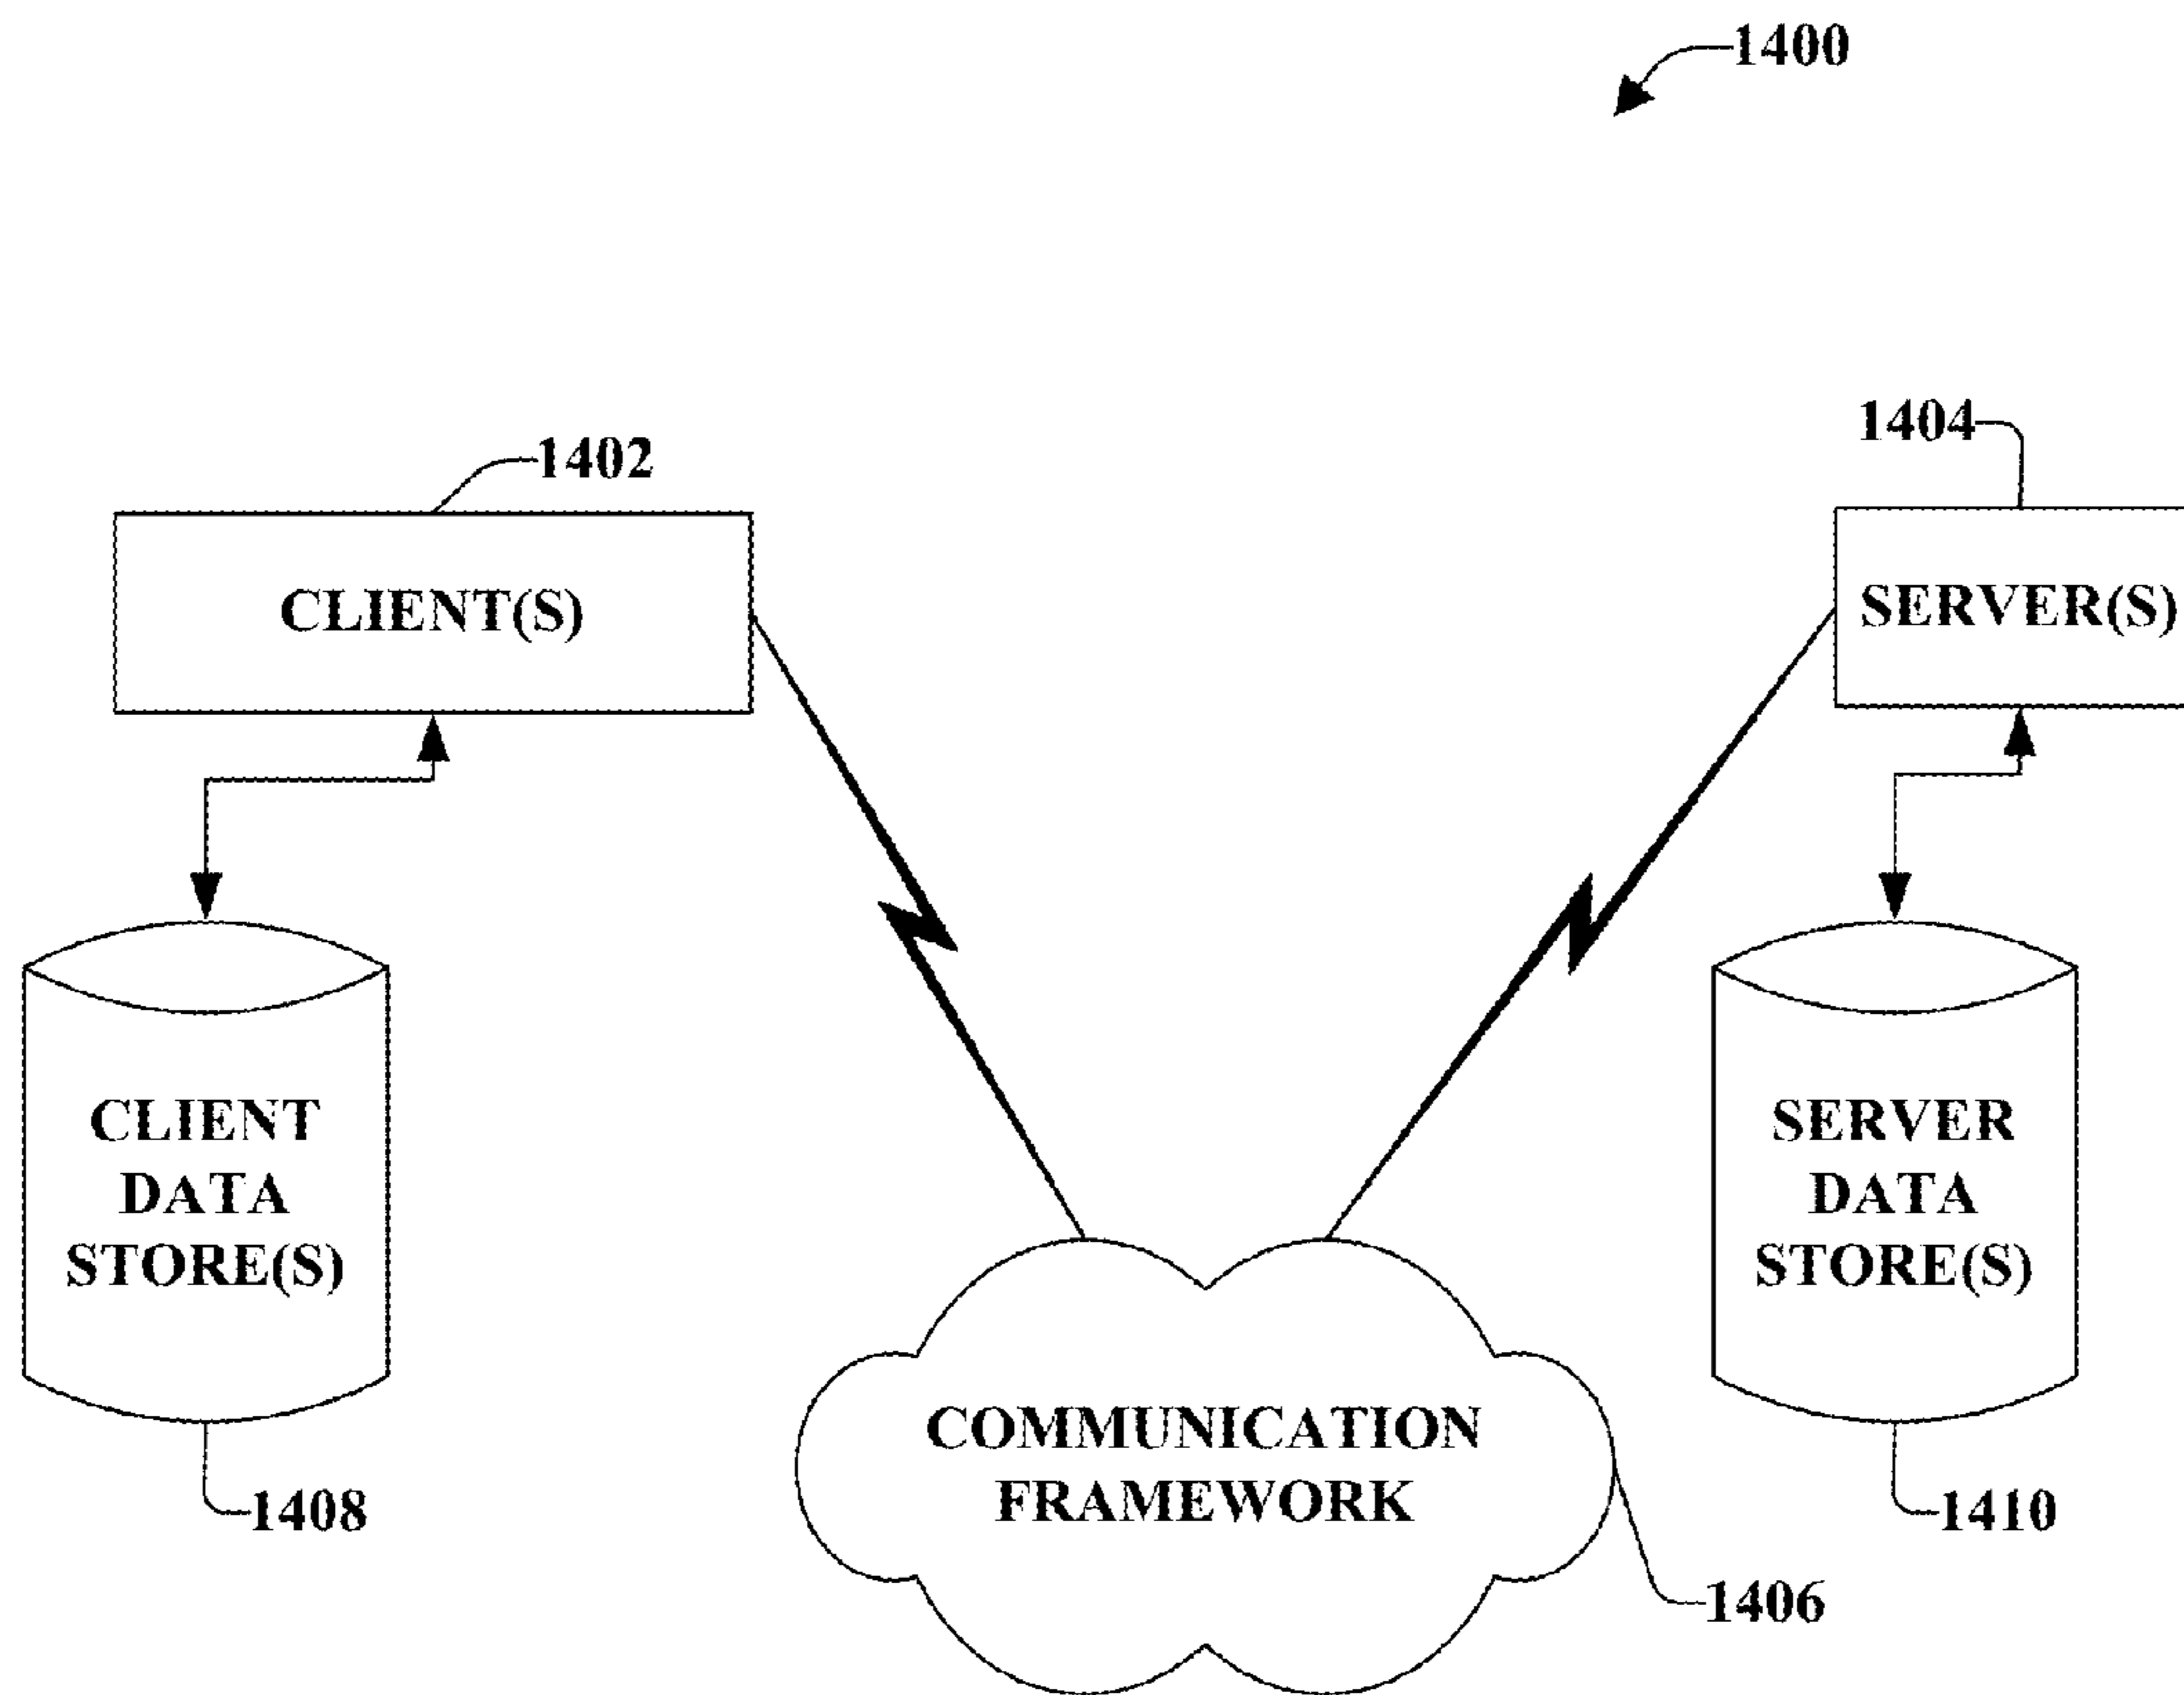 1400
1402
1404
CLIENT(S)
SERVER(S)
CLIENT
DATA
STORE(S)
SERVER
DATA
STORE(S)
COMMUNICATION
FRAMEWORK
1408
1410
1406